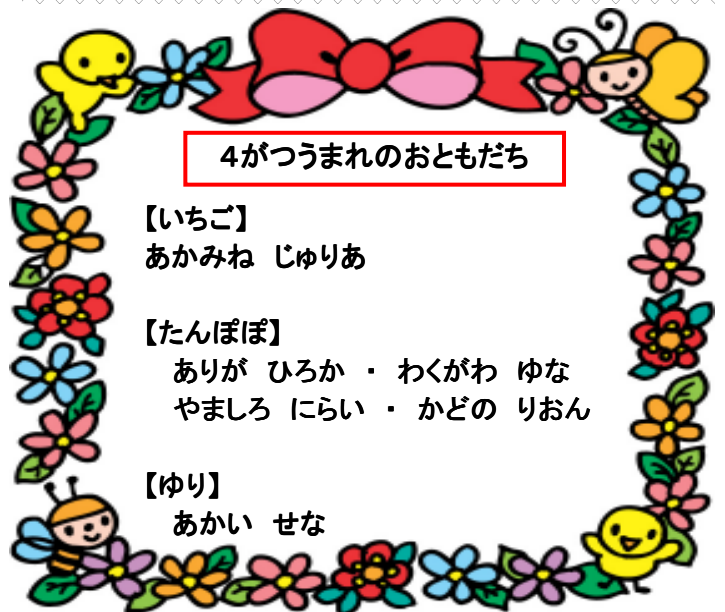 ４がつうまれのおともだち
【いちご】
あかみね　じゅりあ
【たんぽぽ】
ありが　ひろか　・　わくがわ　ゆな
やましろ　にらい　・　かどの　りおん
【ゆり】
あかい　せな